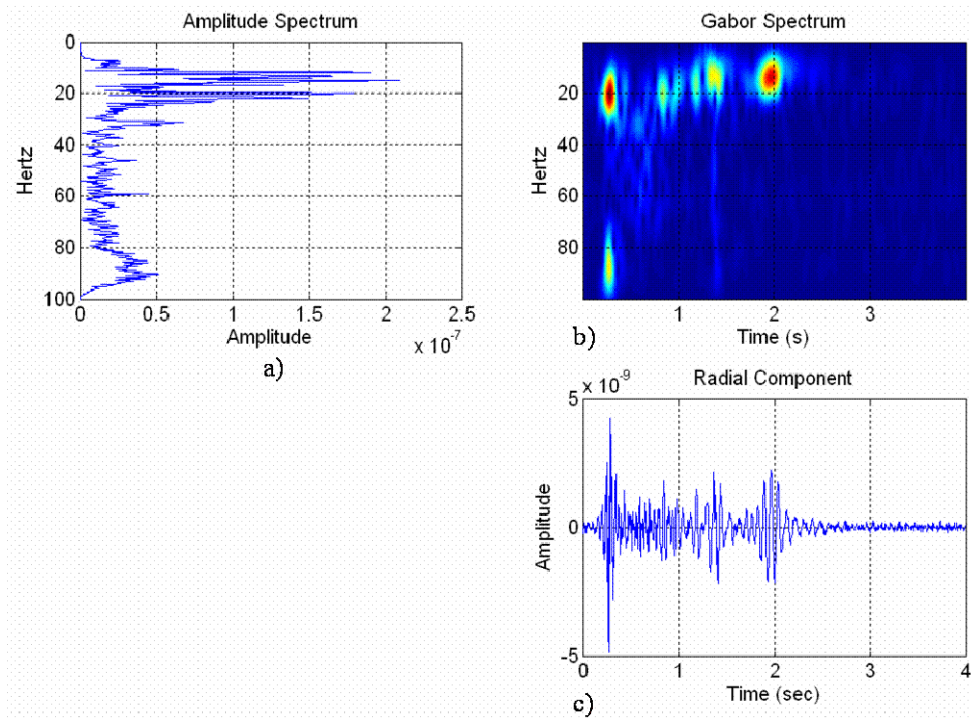 Amplitude Spectrum
0
20
40
60
80
100
Hertz
0 0.5 1 1.5 2 2.5
Amplitude
x 10^-7
a)
Gabor Spectrum
20
40
60
80
Hertz
1 2 3
b)
Time (s)
Radial Component
5 x 10^-9
0
-5
Amplitude
0 1 2 3 4
Time (sec)
c)